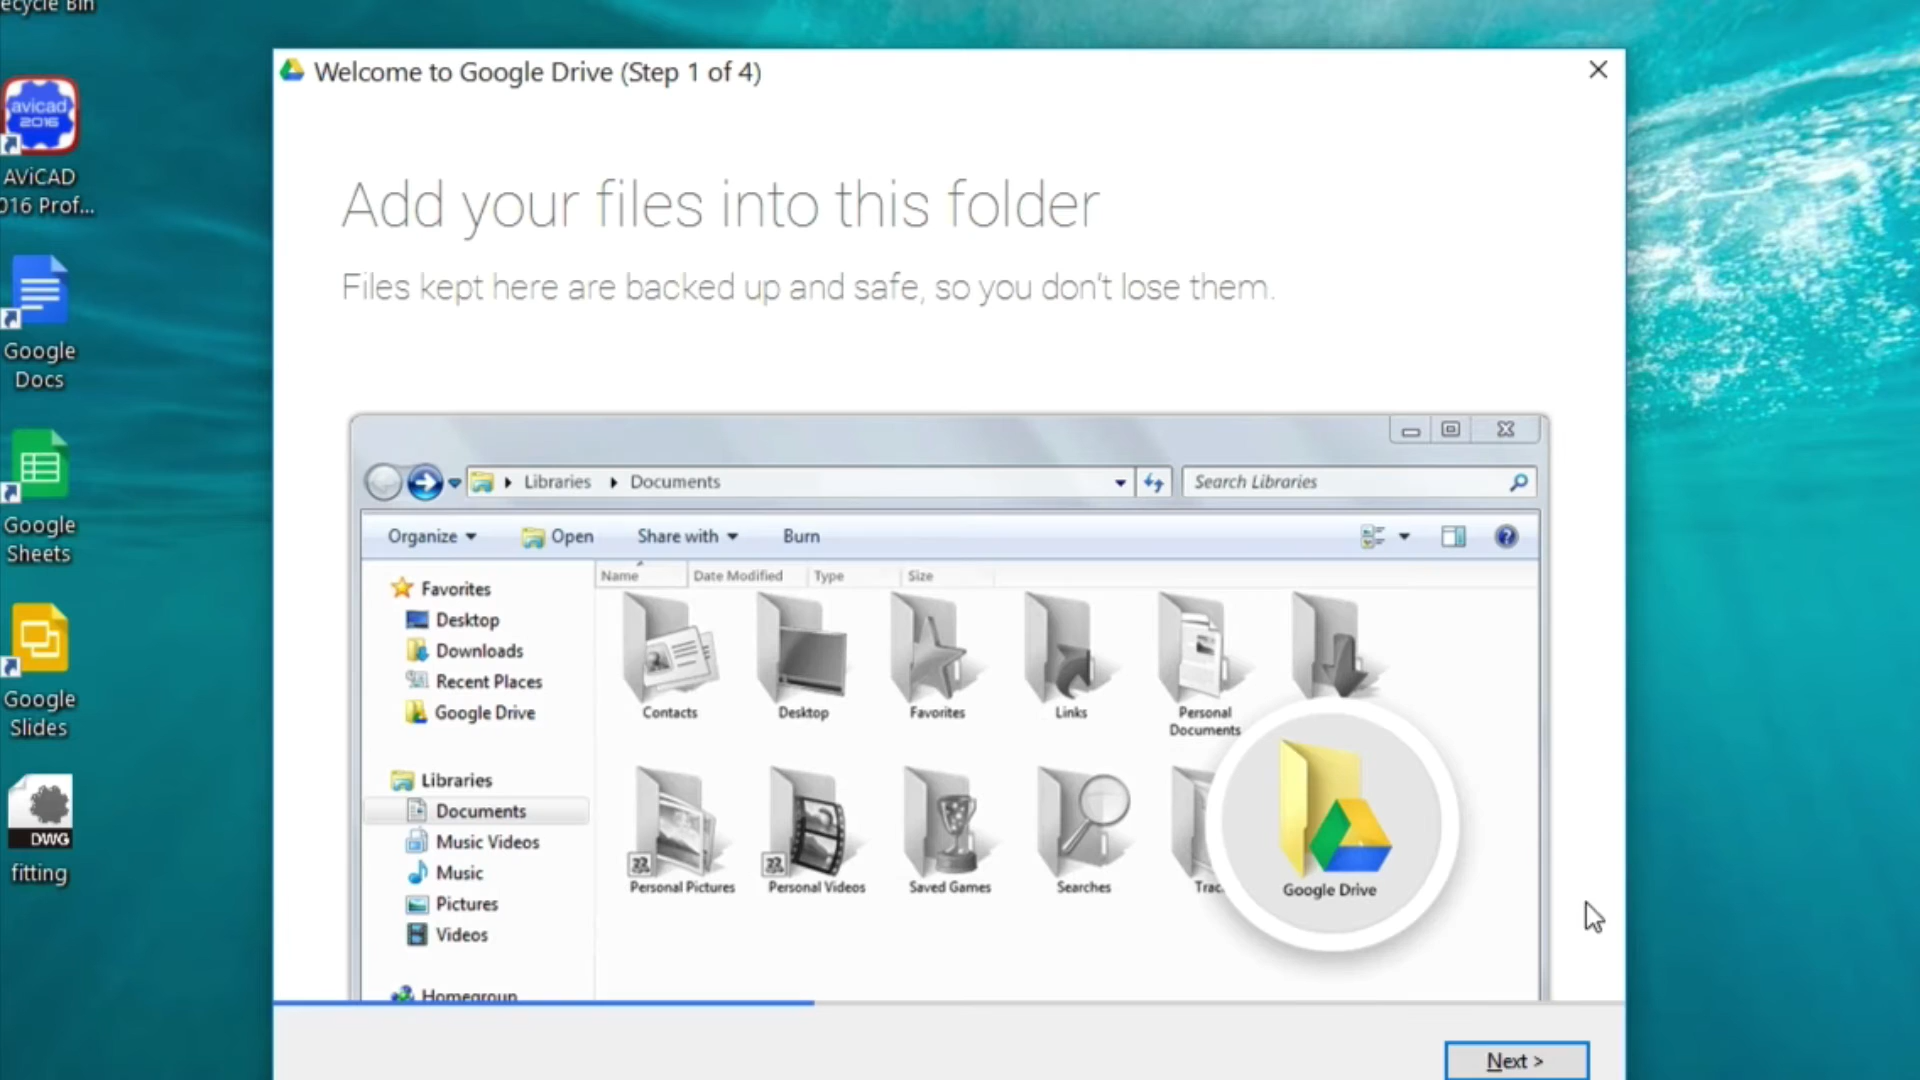 ecycle Bin
avicad
2016
AViCAD
016 Prof...
Google
Docs
Google
Sheets
Google
Slides
DWG
fitting
Welcome to Google Drive (Step 1 of 4)
Add your files into this folder
Files kept here are backed up and safe, so you don't lose them.
Libraries
Documents
Search Libraries
Organize
Open
Share with
Burn
Favorites
Desktop
Downloads
Recent Places
Google Drive
Libraries
Documents
Music Videos
Music
Pictures
Videos
Homegroup
Name
Date Modified
Type
Size
Contacts
Desktop
Favorites
Links
Personal
Documents
Personal Pictures
Personal Videos
Saved Games
Searches
Trac
Google Drive
Next >